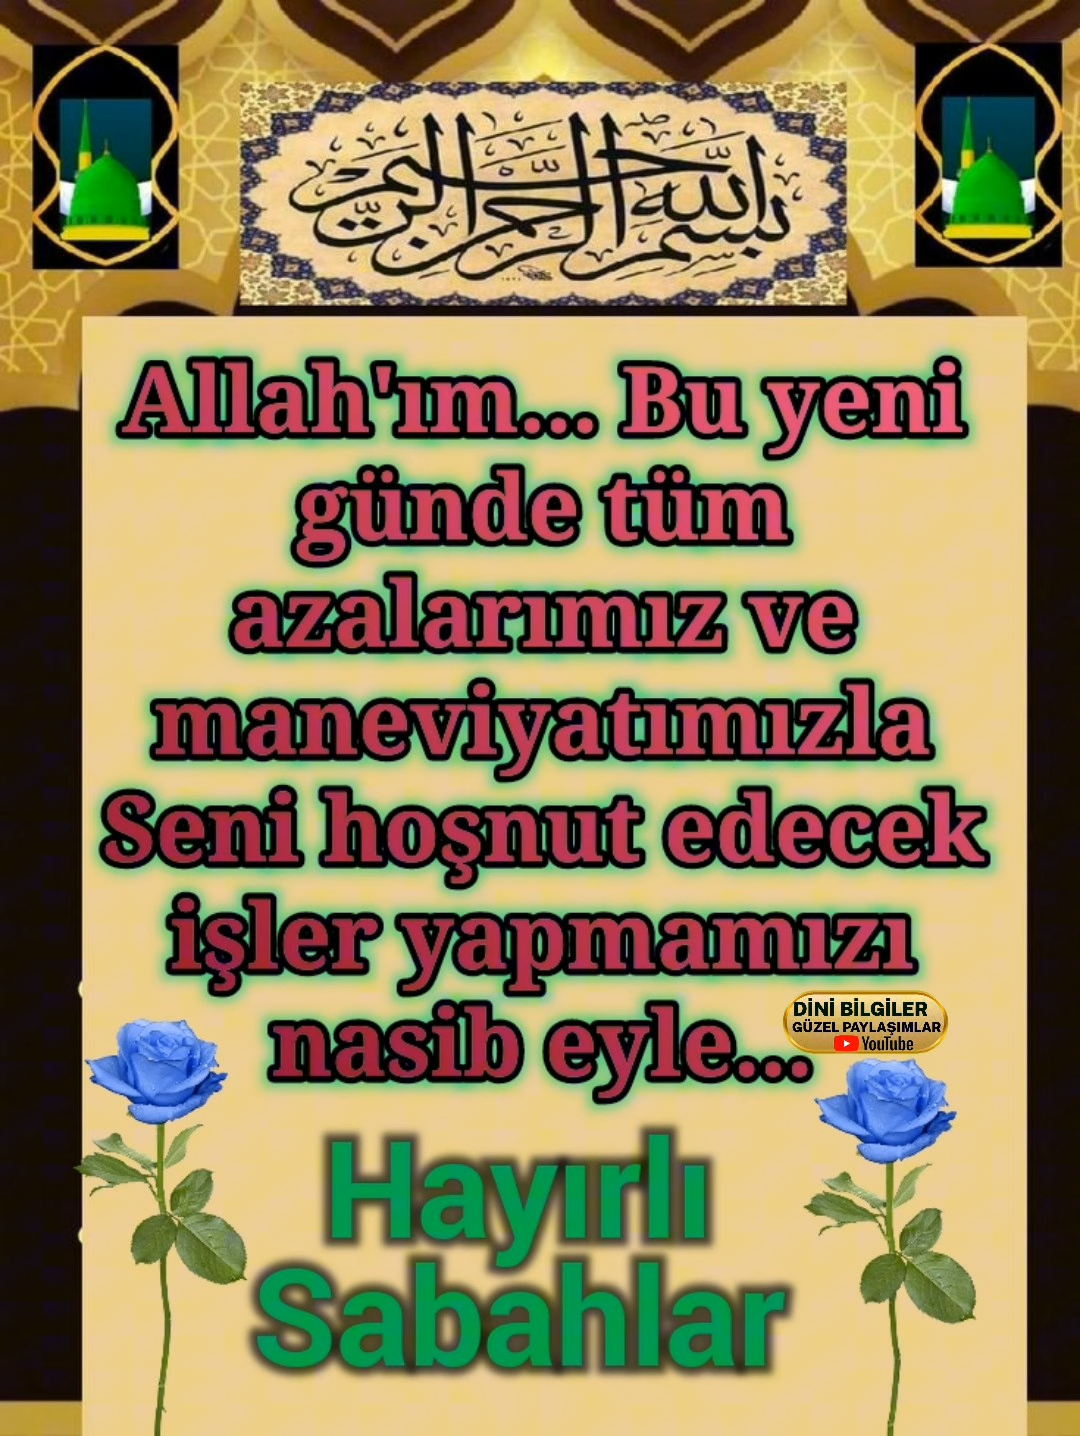 بسم الله الرحمن الرحيم
Allah'ım... Bu yeni
günde tüm
azalarımız ve
maneviyatımızla
Seni hoşnut edecek
işler yapmamızı
nasib eyle...
DİNİ BİLGİLER
GÜZEL PAYLAŞIMLAR
YouTube
Hayırlı
Sabahlar